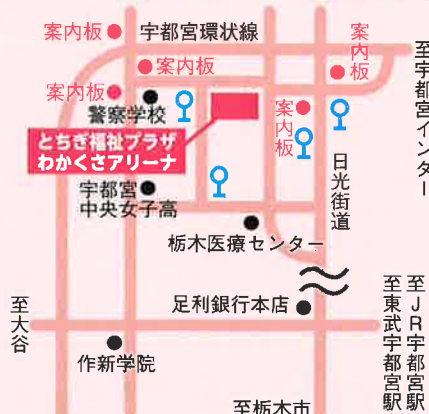 案内板
宇都宮環状線
案内板
案内板
案内板
至宇都宮インター
警察学校
案内板
とちぎ福祉プラザ
わかくさアリーナ
日光街道
宇都宮
中央女子高
栃木医療センター
至大谷
足利銀行本店
至JR宇都宮駅
至東武宇都宮駅
作新学院
至栃木市